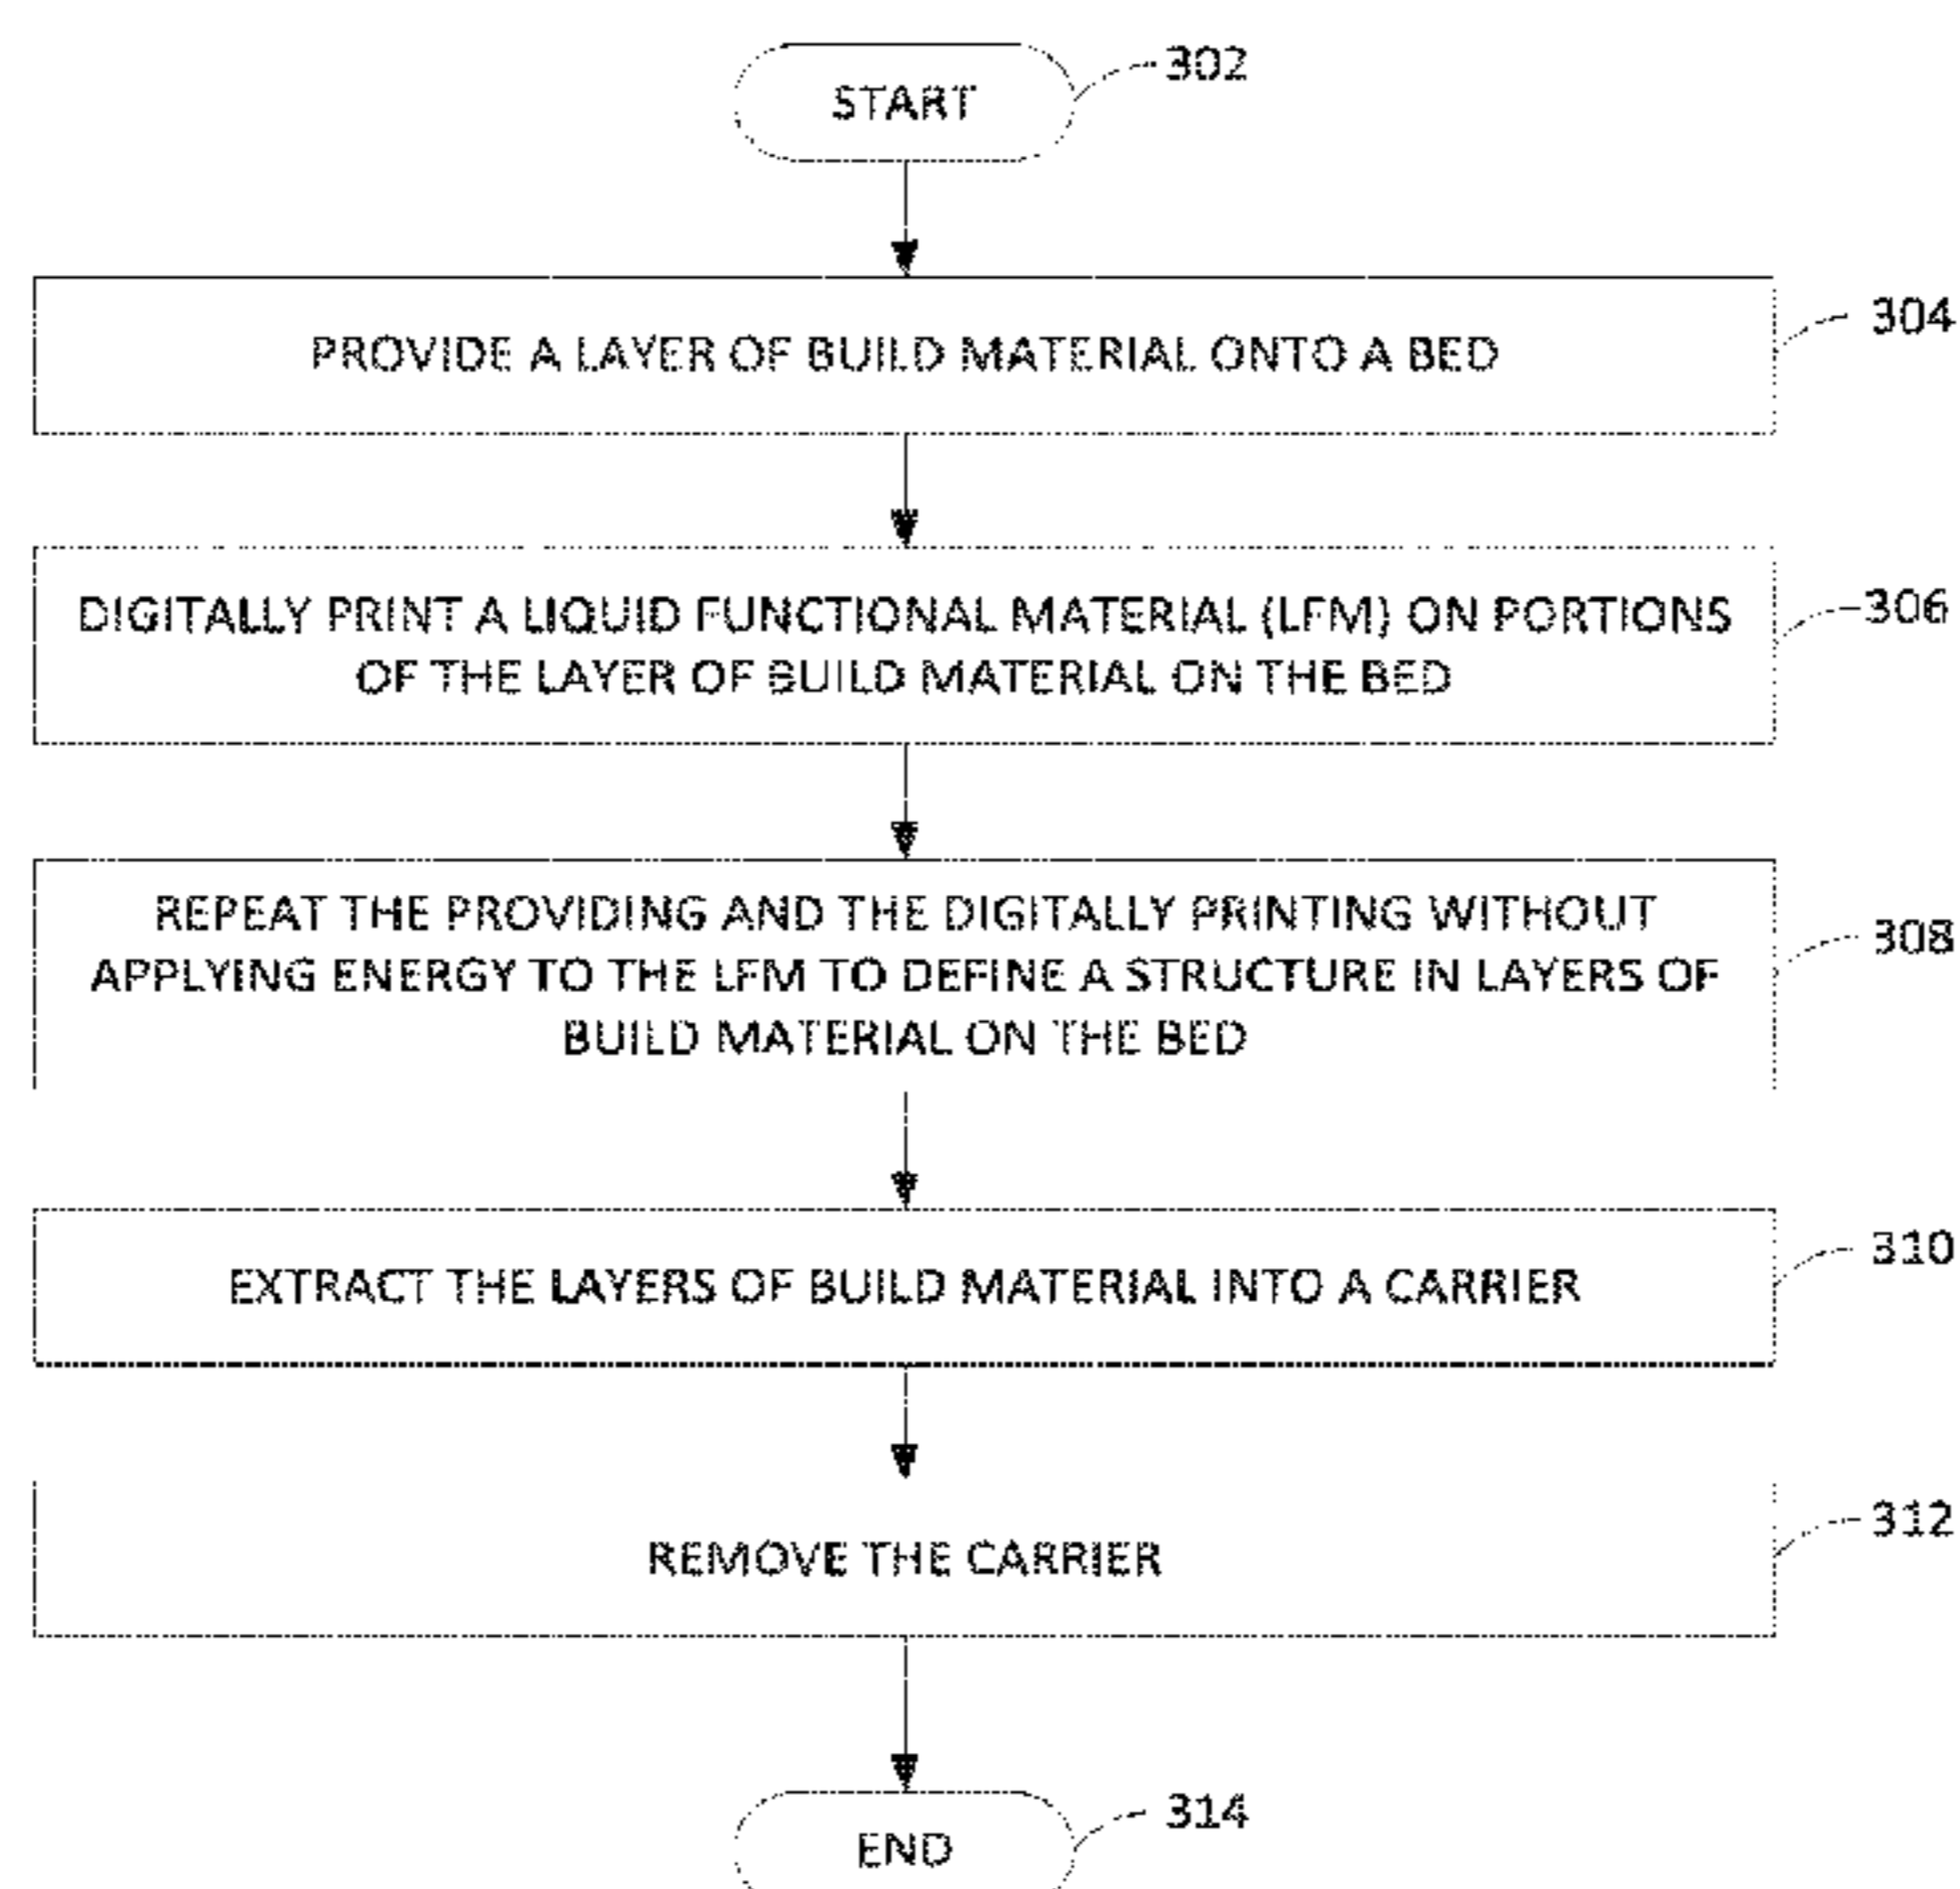 302
START
304
PROVIDE A LAYER OF BUILD MATERIAL ONTO A BED
306
DIGITALLY PRINT A LIQUID FUNCTIONAL MATERIAL (LFM) ON PORTIONS
OF THE LAYER OF BUILD MATERIAL ON THE BED
308
REPEAT THE PROVIDING AND THE DIGITALLY PRINTING WITHOUT
APPLYING ENERGY TO THE LFM TO DEFINE A STRUCTURE IN LAYERS OF
BUILD MATERIAL ON THE BED
310
EXTRACT THE LAYERS OF BUILD MATERIAL INTO A CARRIER
312
REMOVE THE CARRIER
314
END